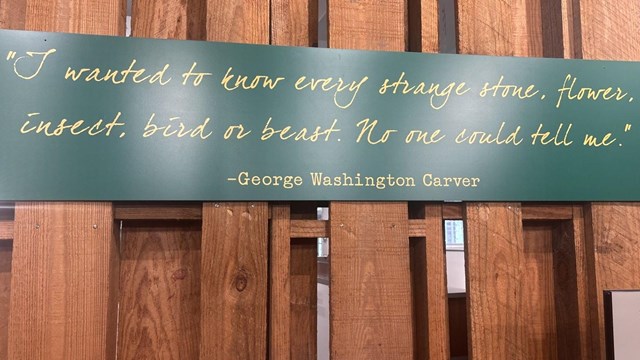 "I wanted to know every strange stone, flower,
insect, bird or beast. No one could tell me."
-George Washington Carver